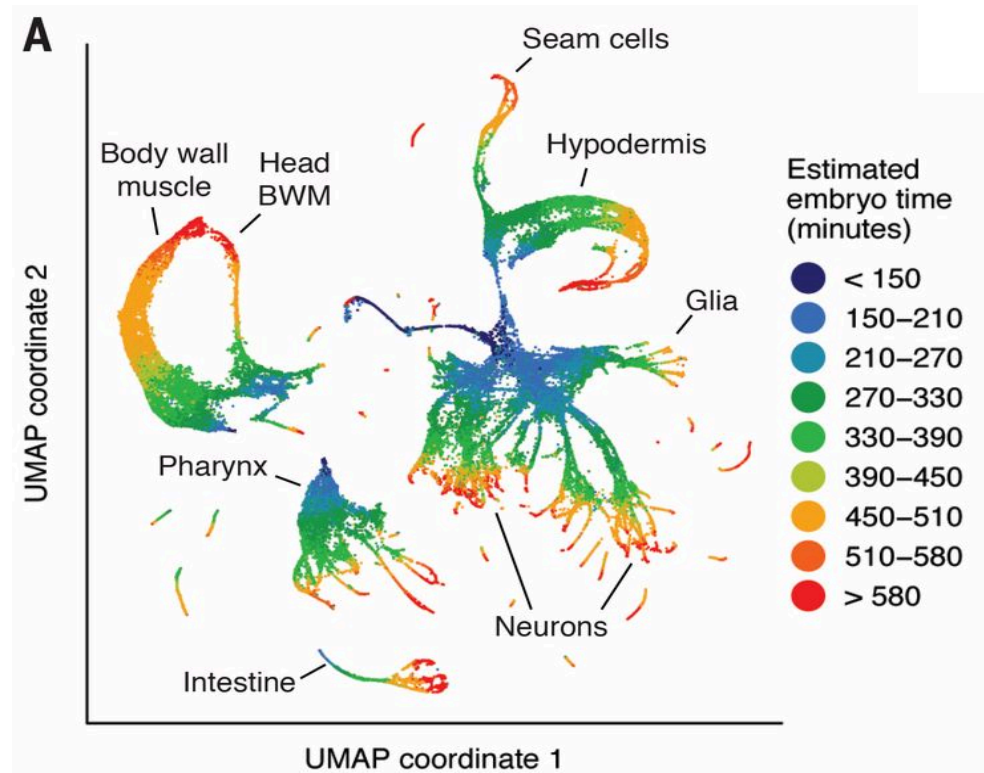 A
Seam cells
Hypodermis
Body wall
muscle
Head
BWM
Glia
Pharynx
Neurons
Intestine
Estimated
embryo time
(minutes)
< 150
150–210
210–270
270–330
330–390
390–450
450–510
510–580
> 580
UMAP coordinate 2
UMAP coordinate 1